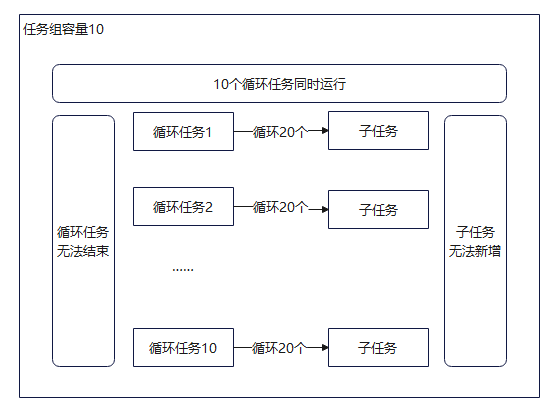 任务组容量10
10个循环任务同时运行
循环任务1
循环20个
子任务
循环任务2
循环20个
子任务
循环任务
无法结束
子任务
无法新增
......
循环任务10
循环20个
子任务